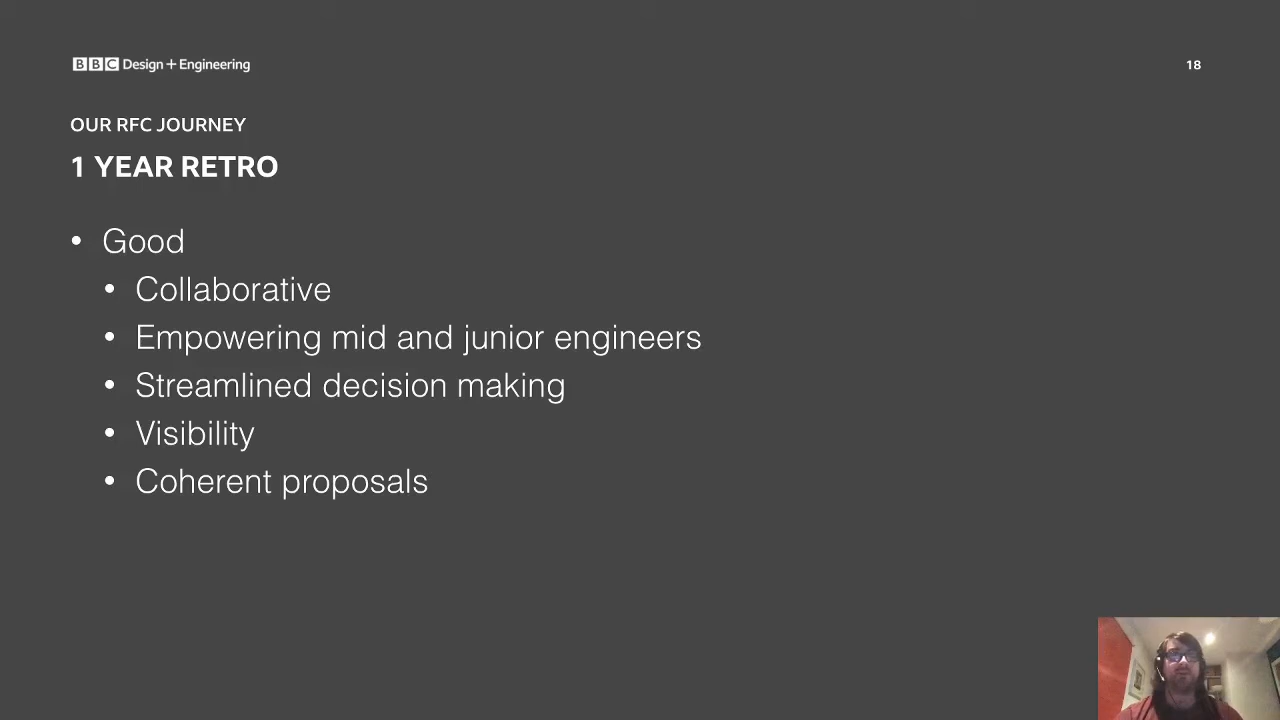 BBC Design + Engineering
18
OUR RFC JOURNEY
1 YEAR RETRO
• Good
• Collaborative
• Empowering mid and junior engineers
• Streamlined decision making
• Visibility
• Coherent proposals